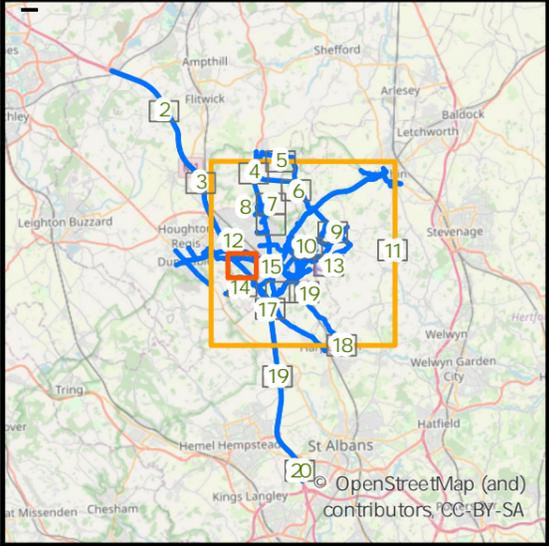 Ampthill
Shefford
Flitwick
Arlesey
Baldock
Letchworth
[2]
[3]
4
[5]
6
7
8
9
Leighton Buzzard
Houghton
Regis
Stevenage
12
10
[11]
15
13
14
19
17
[18]
Welwyn
Welwyn Garden
City
Tring
[19]
Hatfield
Hemel Hempstead
St Albans
[20]
© OpenStreetMap (and)
contributors, CC-BY-SA
Kings Langley
Chesham
at Missenden